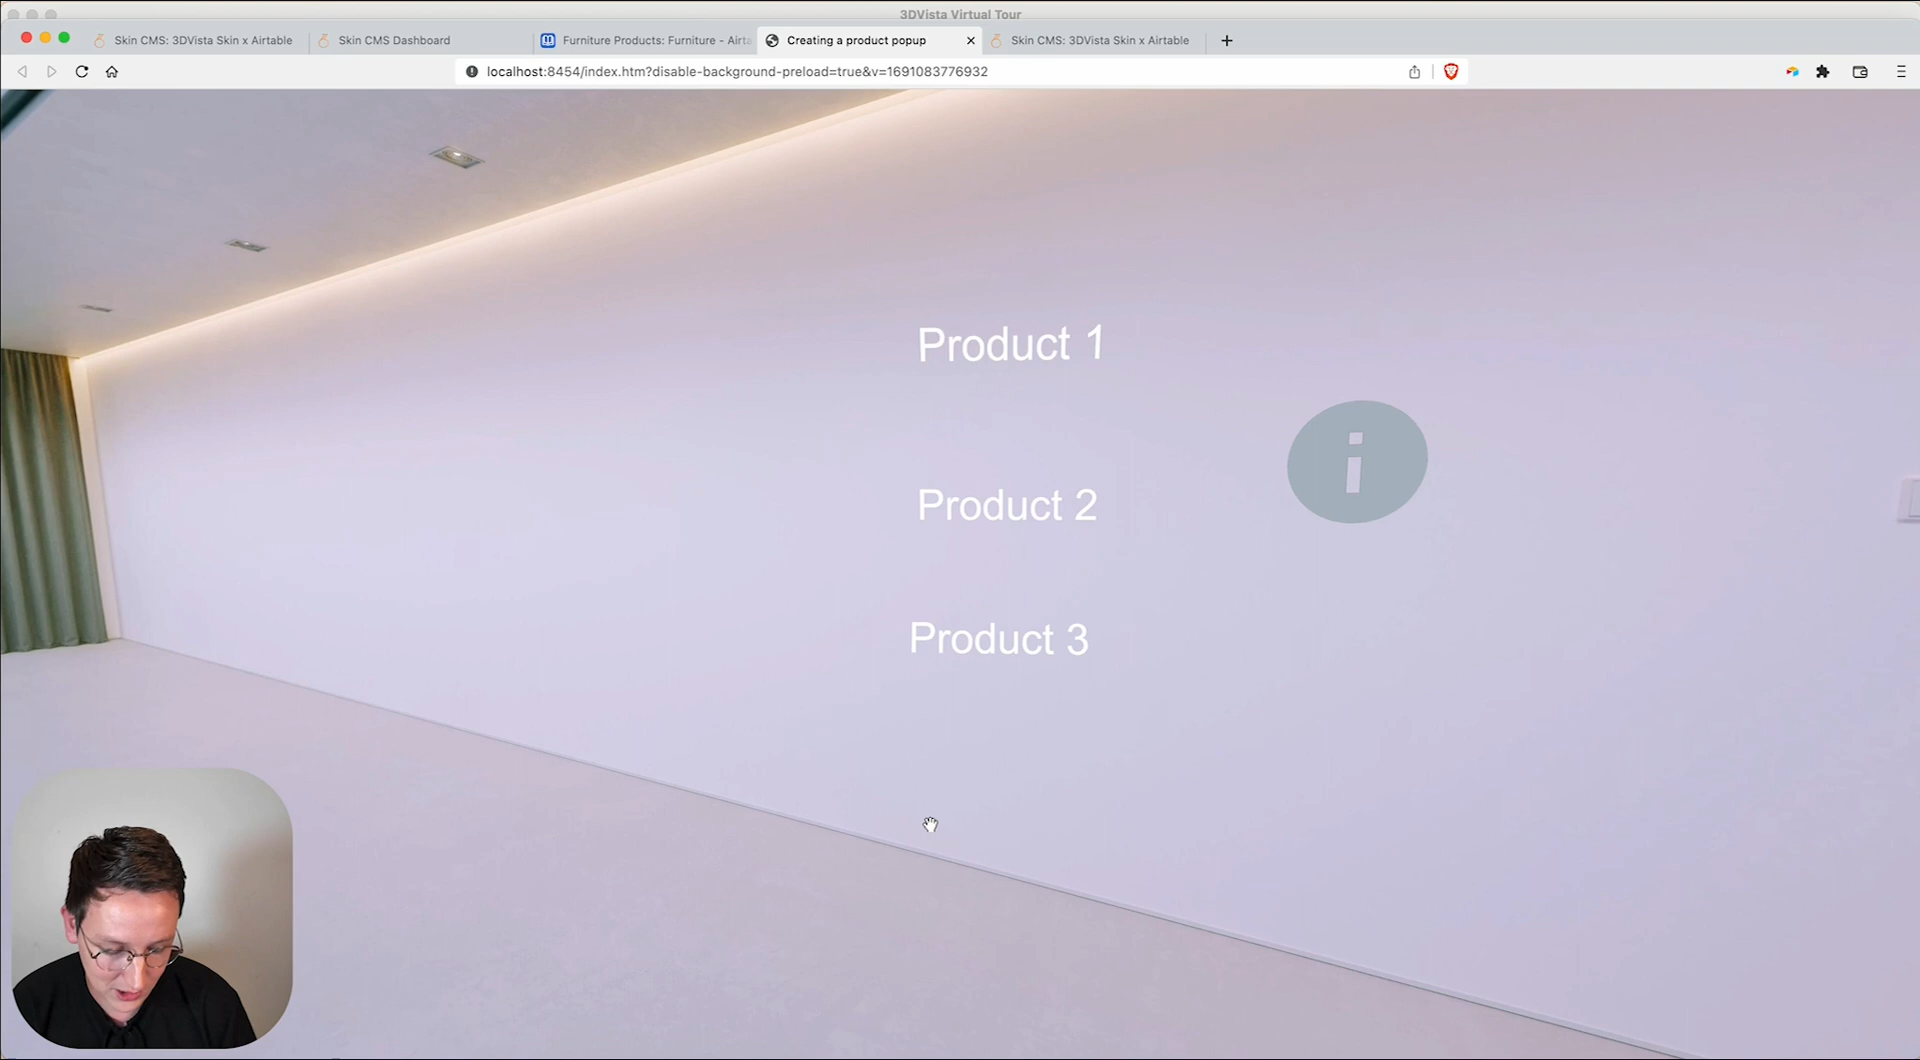 3DVista Virtual Tour
Skin CMS: 3DVista Skin x Airtable
Skin CMS Dashboard
Furniture Products: Furniture - Airta
Creating a product popup
Skin CMS: 3DVista Skin x Airtable
localhost:8454/index.htm?disable-background-preload=true&v=1691083776932
Product 1
i
Product 2
Product 3